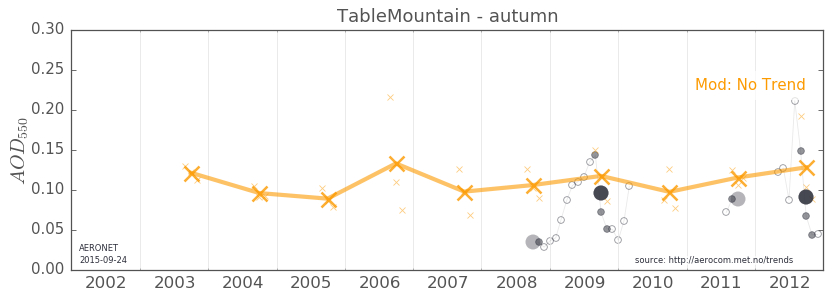 TableMountain - autumn
0.30
0.25
0.20
0.15
0.10
0.05
0.00
AOD550
Mod: No Trend
AERONET
2015-09-24
source: http://aerocom.met.no/trends
2002 2003 2004 2005 2006 2007 2008 2009 2010 2011 2012